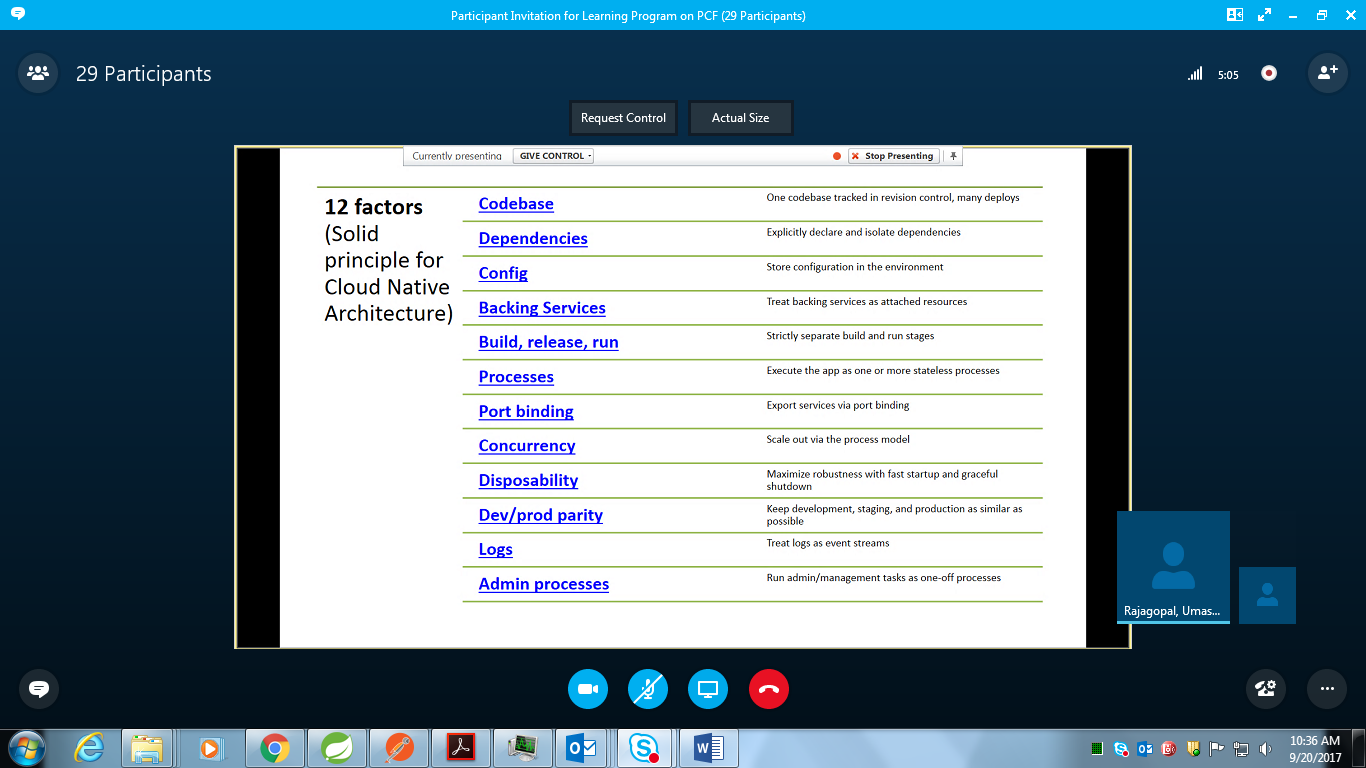 Participant Invitation for Learning Program on PCF (29 Participants)
29 Participants
5:05
Request Control
Actual Size
Currently presenting
GIVE CONTROL
Stop Presenting
12 factors
(Solid
principle for
Cloud Native
Architecture)
Codebase
One codebase tracked in revision control, many deploys
Dependencies
Explicitly declare and isolate dependencies
Config
Store configuration in the environment
Backing Services
Treat backing services as attached resources
Build, release, run
Strictly separate build and run stages
Processes
Execute the app as one or more stateless processes
Port binding
Export services via port binding
Concurrency
Scale out via the process model
Disposability
Maximize robustness with fast startup and graceful
shutdown
Dev/prod parity
Keep development, staging, and production as similar as
possible
Logs
Treat logs as event streams
Admin processes
Run admin/management tasks as one-off processes
Rajagopal, Umas...
10:36 AM
9/20/2017